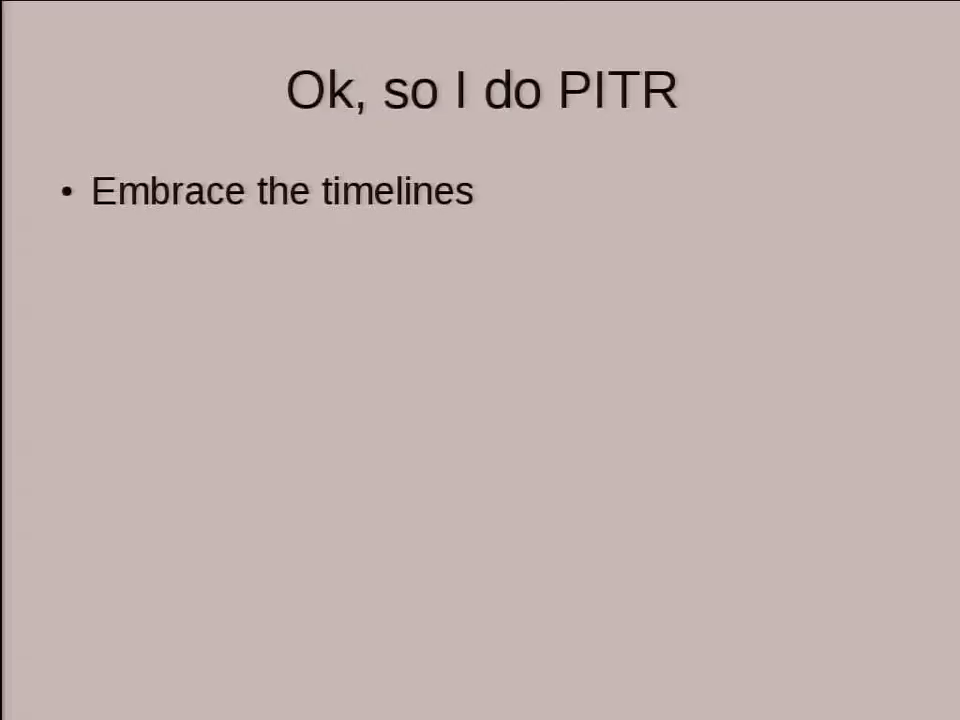 Ok, so I do PITR
• Embrace the timelines